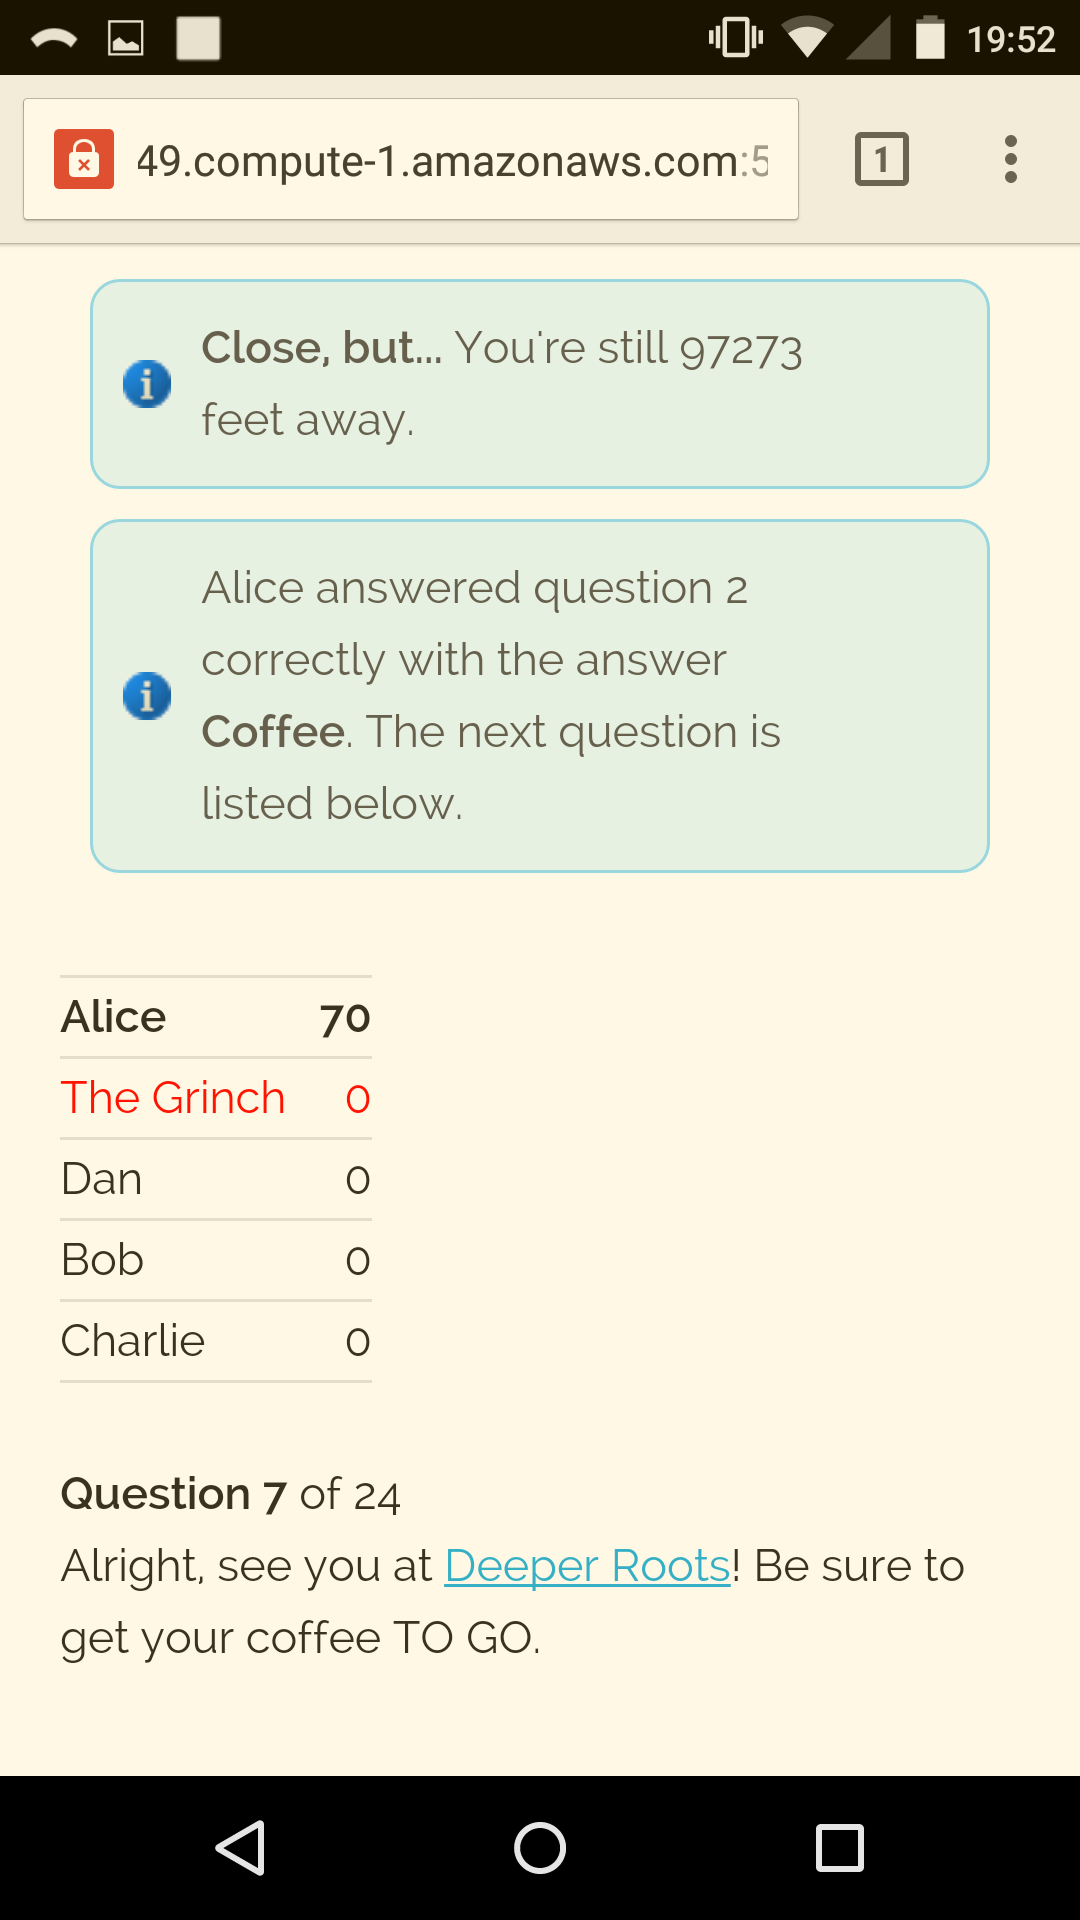 19:52
49.compute-1.amazonaws.com:5
1
Close, but... You're still 97273
feet away.
Alice answered question 2
correctly with the answer
Coffee. The next question is
listed below.
Alice 70
The Grinch 0
Dan 0
Bob 0
Charlie 0
Question 7 of 24
Alright, see you at Deeper Roots! Be sure to
get your coffee TO GO.